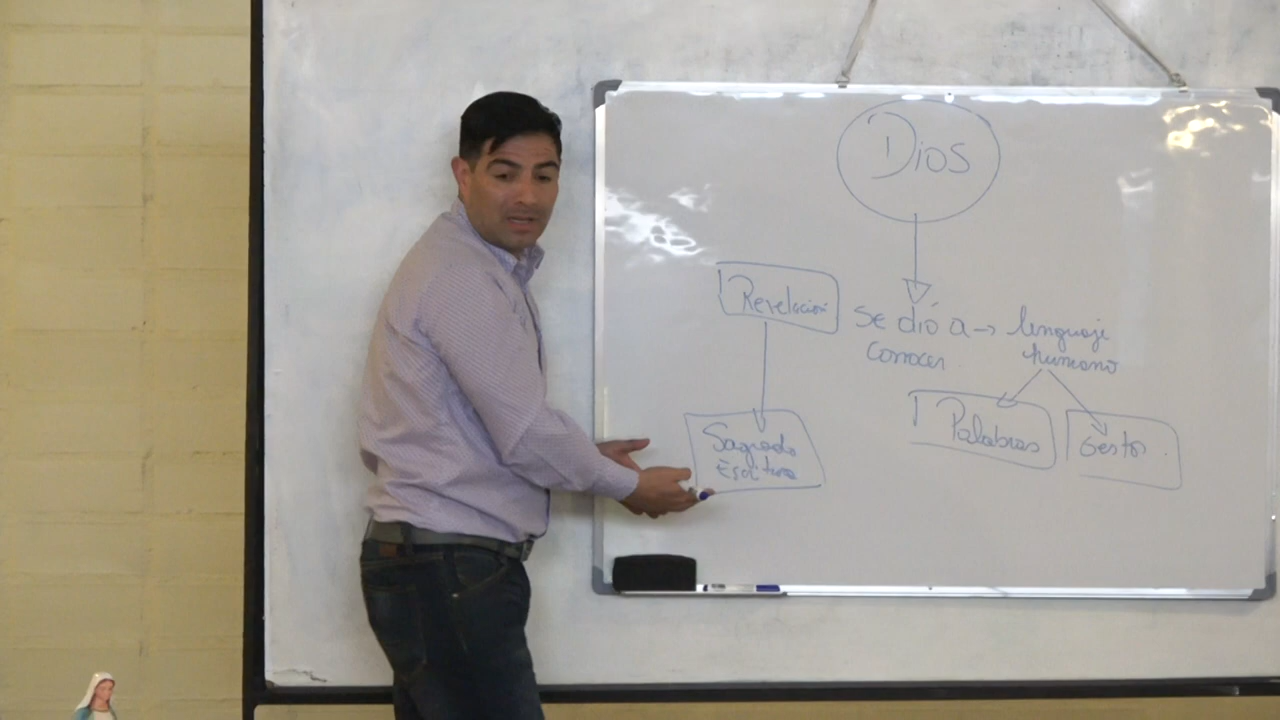 Dios
Revelación
se dió a → lenguaje
conocer humano
Palabras Gestos
Sagrada
Escritura